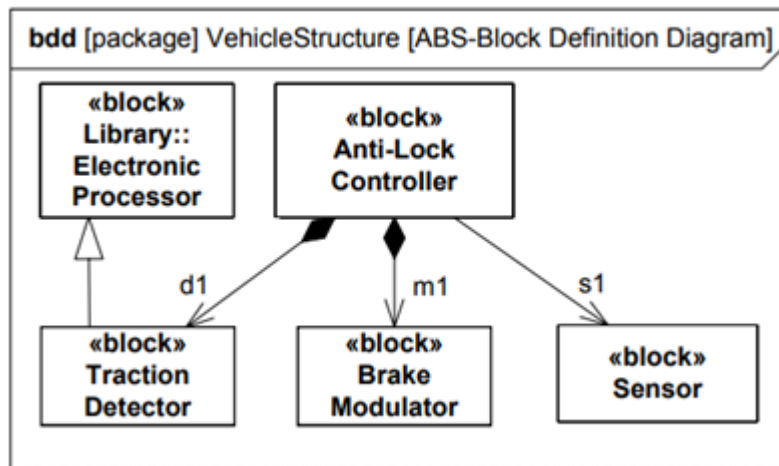 bdd [package] VehicleStructure [ABS-Block Definition Diagram]
«block»
Library::
Electronic
Processor
«block»
Anti-Lock
Controller
d1
m1
s1
«block»
Traction
Detector
«block»
Brake
Modulator
«block»
Sensor